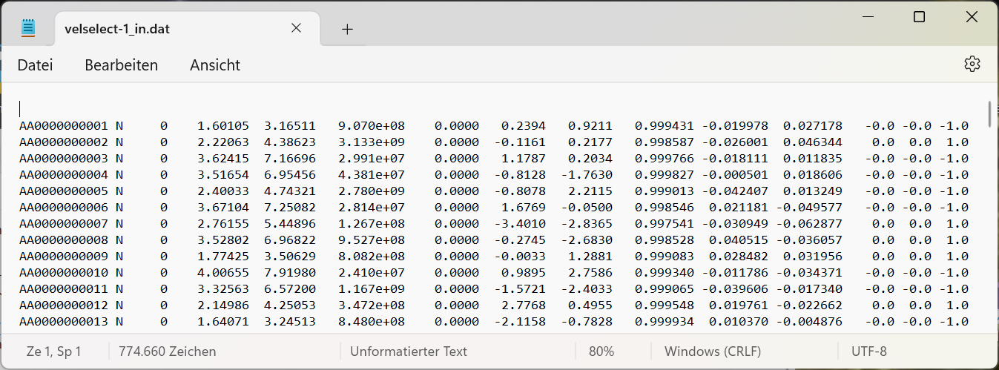 velselect-1_in.dat
Datei Bearbeiten Ansicht
AA0000000001 N 0 1.60105 3.16511 9.070e+08 0.0000 0.2394 0.9211 0.999431 -0.019978 0.027178 -0.0 -0.0 -1.0
AA0000000002 N 0 2.22063 4.38623 3.133e+09 0.0000 -0.1161 0.2177 0.998587 -0.026001 0.046344 0.0 0.0 1.0
AA0000000003 N 0 3.62415 7.16696 2.991e+07 0.0000 1.1787 0.2034 0.999766 -0.018111 0.011835 -0.0 -0.0 -1.0
AA0000000004 N 0 3.51654 6.95456 4.381e+07 0.0000 -0.8128 -1.7630 0.999827 -0.000501 0.018606 -0.0 -0.0 -1.0
AA0000000005 N 0 2.40033 4.74321 2.780e+09 0.0000 -0.8078 2.2115 0.999013 -0.042407 0.013249 -0.0 -0.0 -1.0
AA0000000006 N 0 3.67104 7.25082 2.814e+07 0.0000 1.6769 -0.0500 0.998546 0.021181 -0.049577 -0.0 -0.0 -1.0
AA0000000007 N 0 2.76155 5.44896 1.267e+08 0.0000 -3.4010 -2.8365 0.997541 -0.030949 -0.062877 0.0 0.0 1.0
AA0000000008 N 0 3.52802 6.96822 9.527e+08 0.0000 -0.2745 -2.6830 0.998528 0.040515 -0.036057 0.0 0.0 1.0
AA0000000009 N 0 1.77425 3.50629 8.082e+08 0.0000 -0.0033 1.2881 0.999083 0.028482 0.031956 0.0 0.0 1.0
AA0000000010 N 0 4.00655 7.91980 2.410e+07 0.0000 0.9895 2.7586 0.999340 -0.011786 -0.034371 -0.0 -0.0 -1.0
AA0000000011 N 0 3.32563 6.57200 1.167e+09 0.0000 -1.5721 -2.4033 0.999065 -0.039606 -0.017340 -0.0 -0.0 -1.0
AA0000000012 N 0 2.14986 4.25053 3.472e+08 0.0000 2.7768 0.4955 0.999548 0.019761 -0.022662 0.0 0.0 1.0
AA0000000013 N 0 1.64071 3.24513 8.480e+08 0.0000 -2.1158 -0.7828 0.999934 0.010370 -0.004876 -0.0 -0.0 -1.0
Ze 1, Sp 1 774.660 Zeichen Unformatierter Text 80% Windows (CRLF) UTF-8